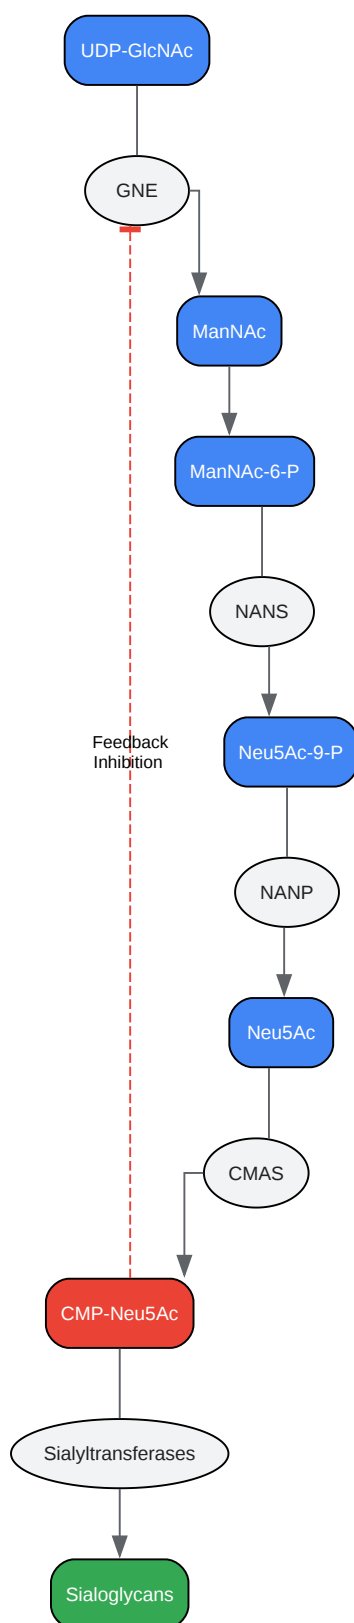 UDP-GlcNAc
GNE
ManNAc
ManNAc-6-P
NANS
Neu5Ac-9-P
Feedback
Inhibition
NANP
Neu5Ac
CMAS
CMP-Neu5Ac
Sialyltransferases
Sialoglycans